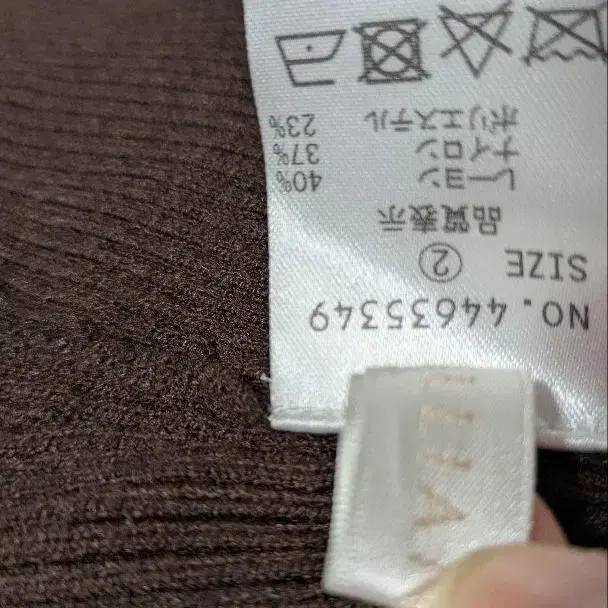 NO.44635349
SIZE ②
品質表示
レーヨン 40%
ナイロン 37%
ポリエステル 23%